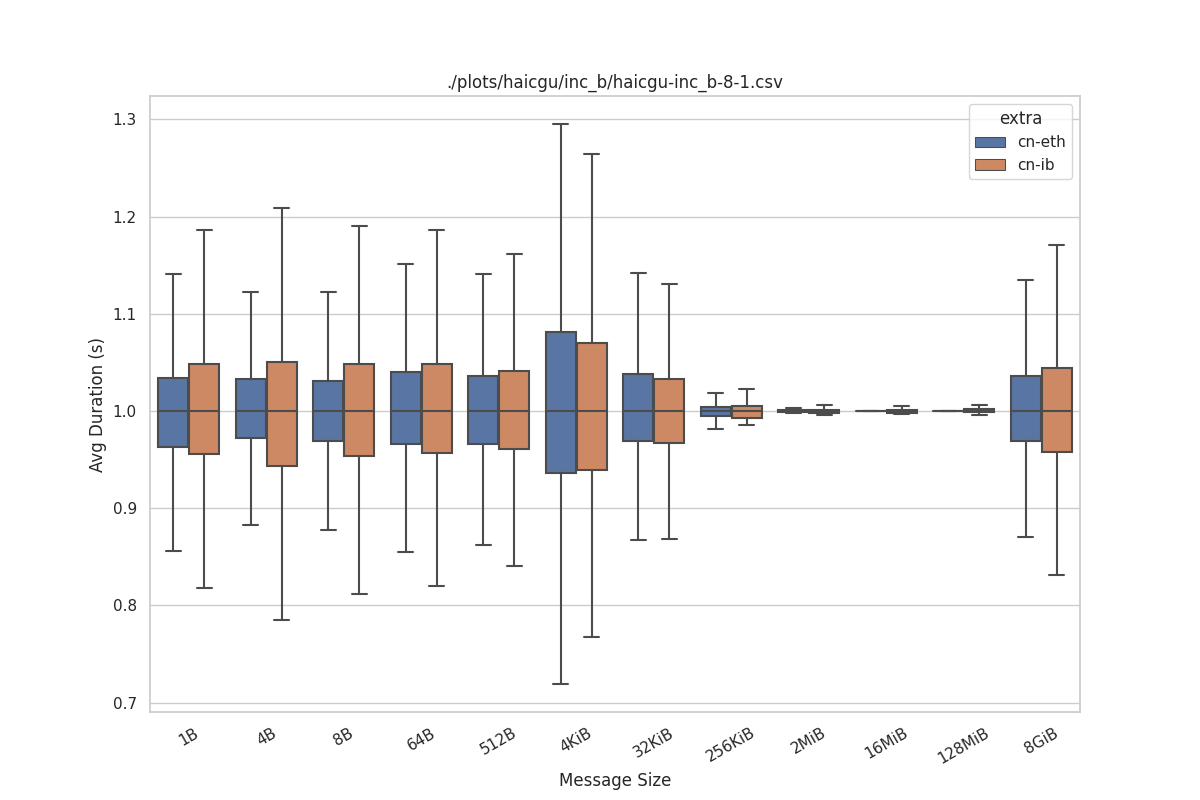 ./plots/haicgu/inc_b/haicgu-inc_b-8-1.csv
extra
cn-eth
cn-ib
Avg Duration (s)
1.3
1.2
1.1
1.0
0.9
0.8
0.7
1B
4B
8B
64B
512B
4KiB
32KiB
256KiB
2MiB
16MiB
128MiB
8GiB
Message Size